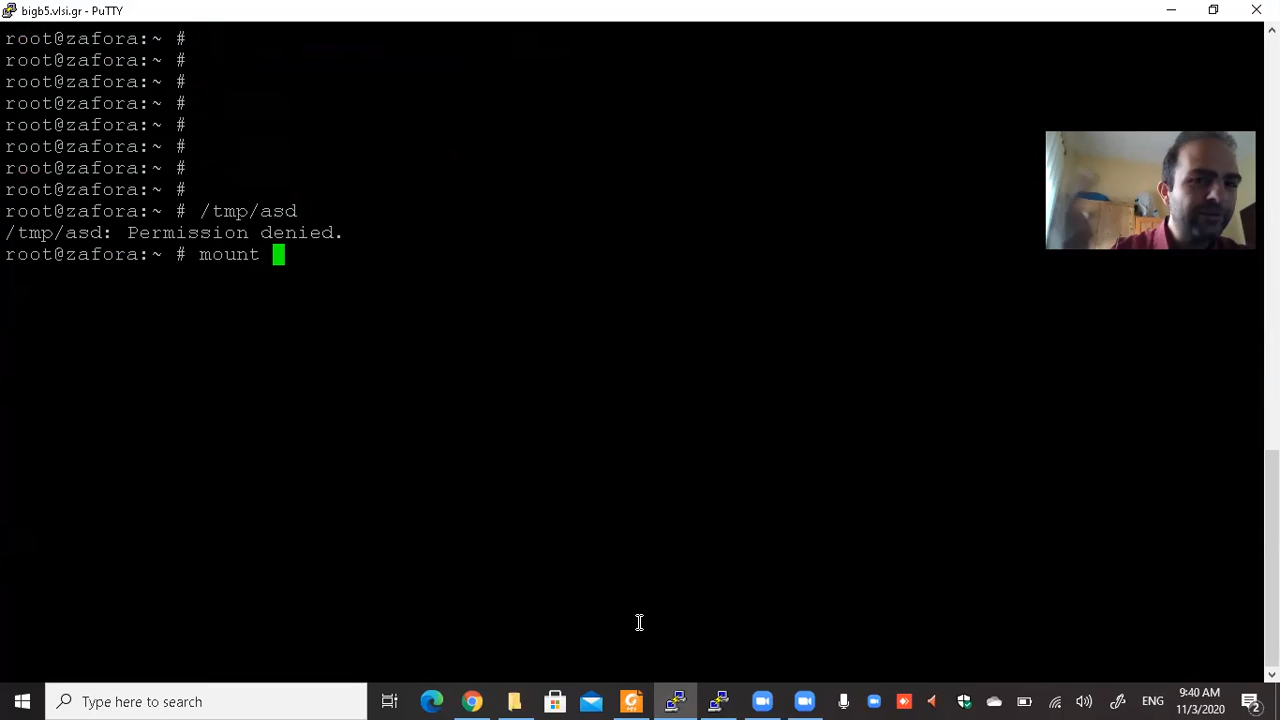 bigb5.vlsi.gr - PuTTY
root@zafora:~ #
root@zafora:~ #
root@zafora:~ #
root@zafora:~ #
root@zafora:~ #
root@zafora:~ #
root@zafora:~ #
root@zafora:~ #
root@zafora:~ # /tmp/asd
/tmp/asd: Permission denied.
root@zafora:~ # mount
Type here to search
ENG
9:40 AM
11/3/2020
2